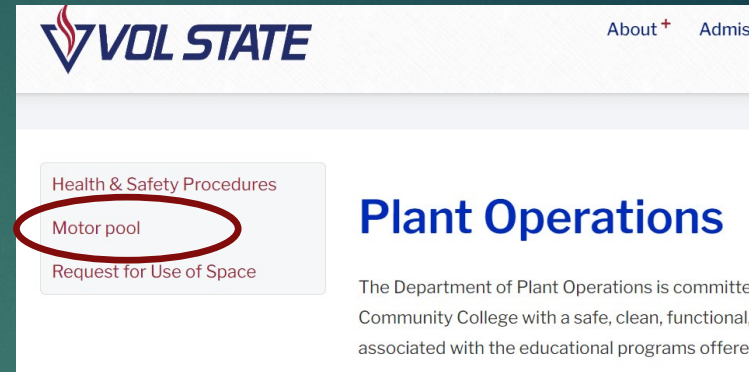 VOL STATE
About+ Admis
Health & Safety Procedures
Motor pool
Request for Use of Space
Plant Operations
The Department of Plant Operations is committe
Community College with a safe, clean, functional,
associated with the educational programs offere